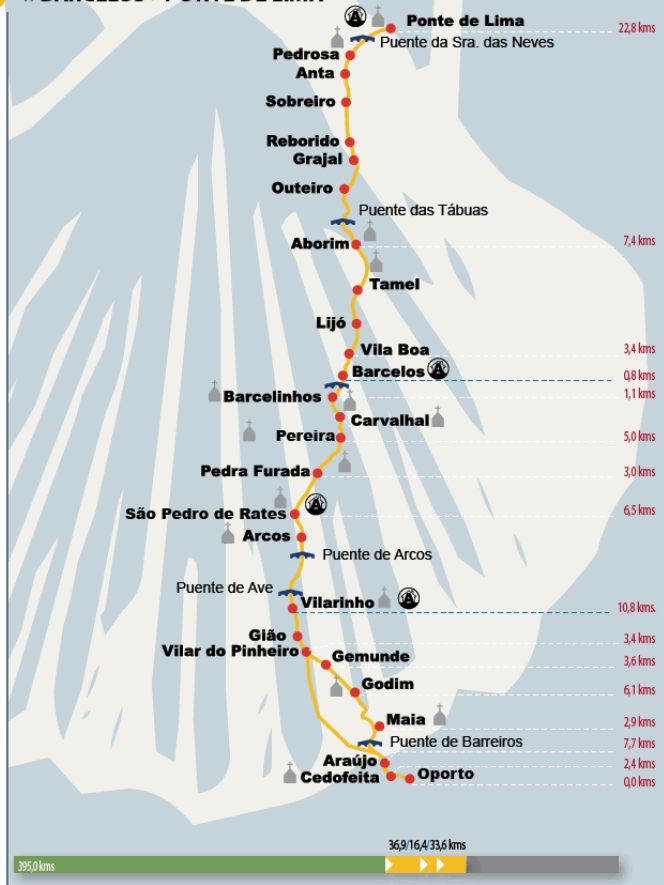 Ponte de Lima
22,8 kms
Puente da Sra. das Neves
Pedrosa
Anta
Sobreiro
Reborido
Grajal
Outeiro
Puente das Tábuas
Aborim
7,4 kms
Tamel
Lijó
Vila Boa
3,4 kms
Barcelos
0,8 kms
Barcelinhos
1,1 kms
Carvalhal
Pereira
5,0 kms
Pedra Furada
3,0 kms
São Pedro de Rates
6,5 kms
Arcos
Puente de Arcos
Puente de Ave
Vilarinho
10,8 kms.
Gião
3,4 kms
Vilar do Pinheiro
Gemunde
3,6 kms
Godim
6,1 kms
Maia
2,9 kms
Puente de Barreiros
7,7 kms
Araújo
2,4 kms
Cedofeita
Oporto
0,0 kms
36,9/16,4/33,6 kms
395,0 kms